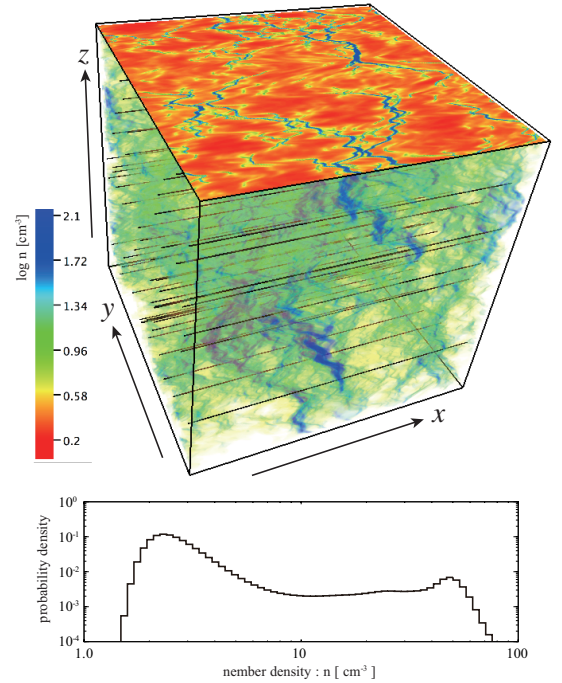 z
log n [cm⁻³]
2.1
1.72
1.34
0.96
0.58
0.2
y
x
probability density
10⁰
10⁻¹
10⁻²
10⁻³
10⁻⁴
1.0
10
100
nember density : n [ cm⁻³ ]